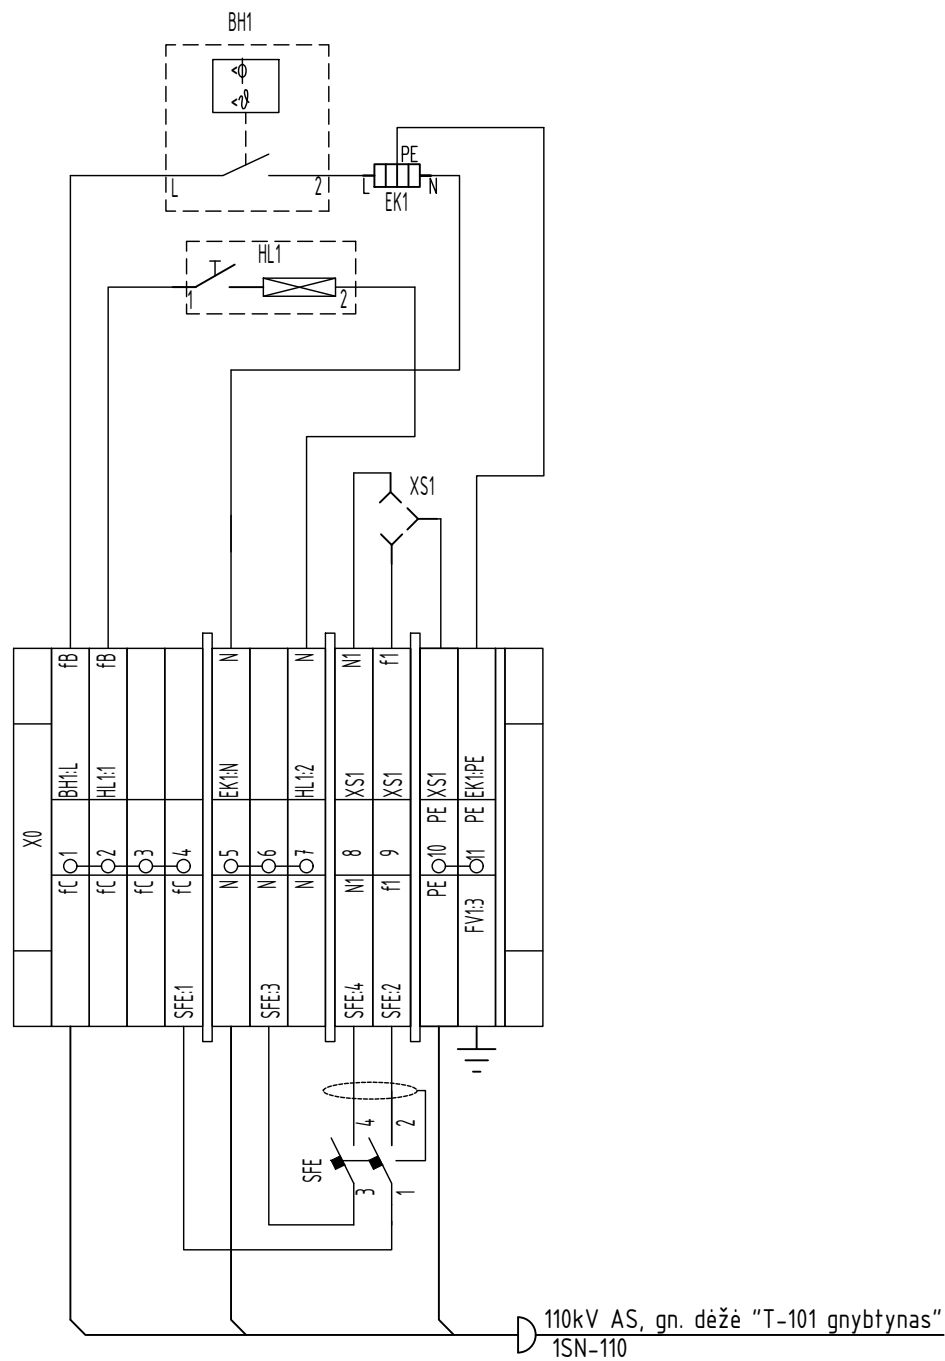 BH1
<ϕ
<ϑ
L
2
L
PE
N
EK1
HL1
1
2
XS1
X0
fB
fB
N
N
N1
f1
BH1:L
HL1:1
EK1:N
HL1:2
XS1
XS1
PE XS1
PE EK1:PE
1
2
3
4
5
6
7
8
9
10
11
fC
fC
fC
fC
N
N
N
N1
f1
PE
FV1:3
SFE:1
SFE:3
SFE:4
SFE:2
4
2
SFE
3
1
110kV AS, gn. dėžė "T-101 gnybtynas"
1SN-110